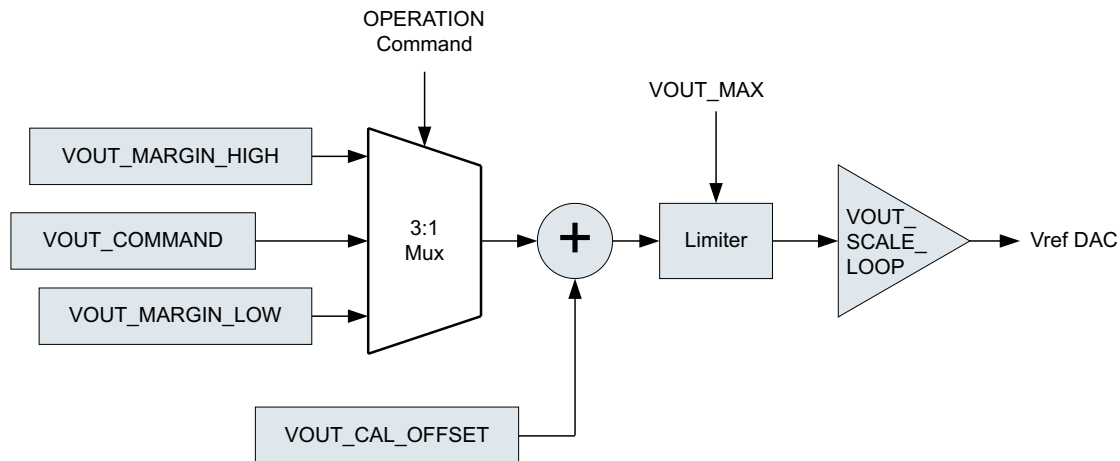 OPERATION
Command
VOUT_MAX
VOUT_MARGIN_HIGH
VOUT_COMMAND
VOUT_MARGIN_LOW
3:1
Mux
+
Limiter
VOUT_
SCALE_
LOOP
Vref DAC
VOUT_CAL_OFFSET